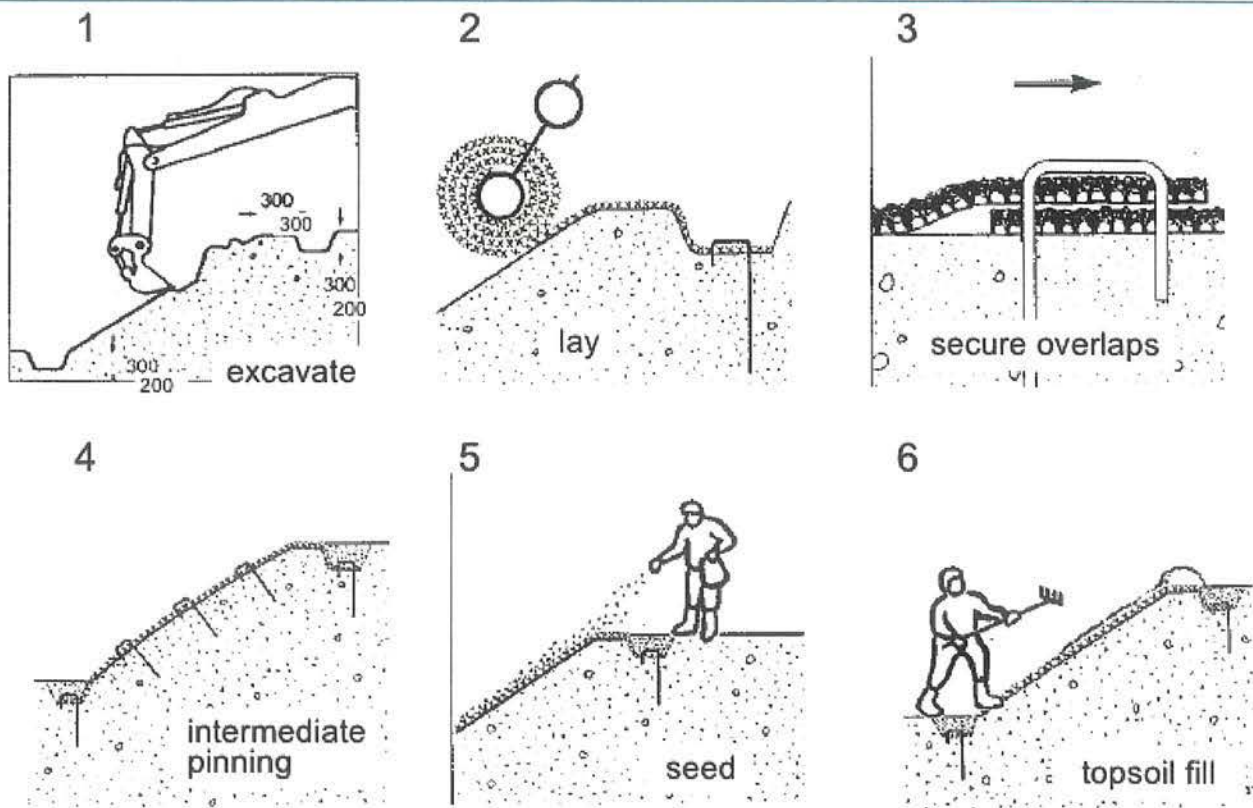 1
2
3
300
300
300
200
300
200
excavate
lay
secure overlaps
4
5
6
intermediate
pinning
seed
topsoil fill